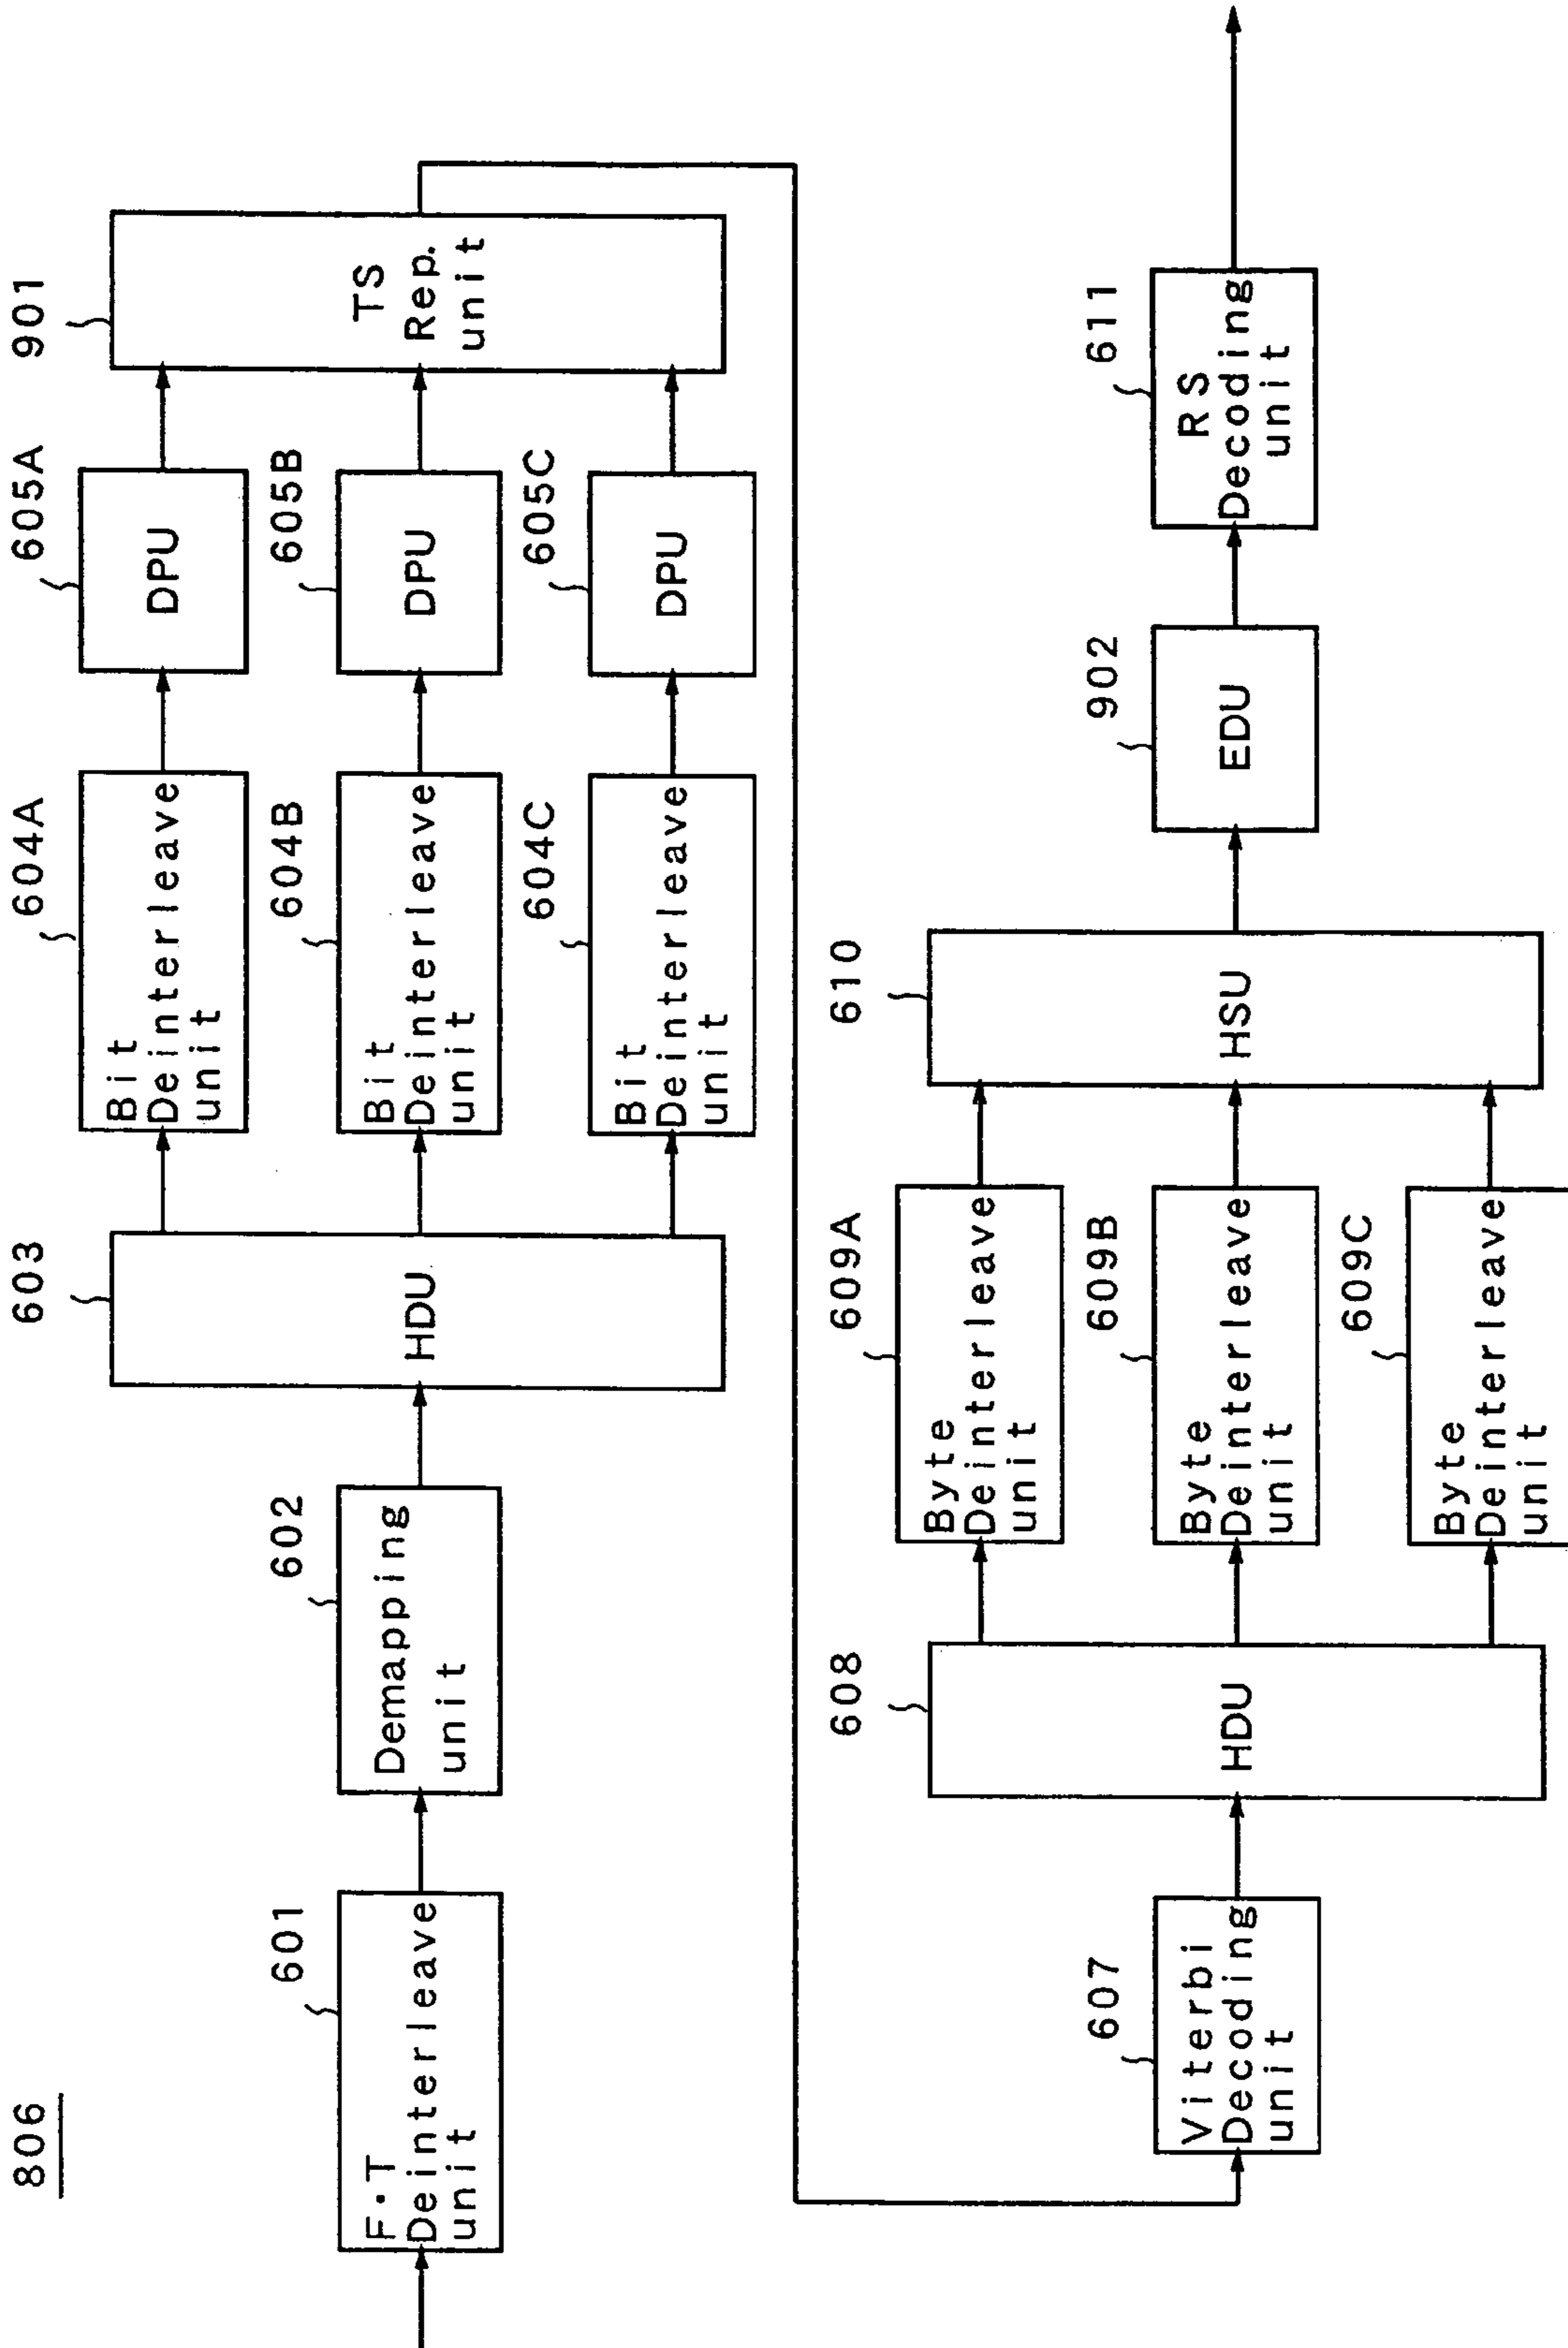 806
601
F·T
Deinterleave
unit
602
Demapping
unit
603
HDU
604A
Bit
Deinterleave
unit
605A
DPU
604B
Bit
Deinterleave
unit
605B
DPU
604C
Bit
Deinterleave
unit
605C
DPU
901
TS
Rep.
unit
607
Viterbi
Decoding
unit
608
HDU
609A
Byte
Deinterleave
unit
609B
Byte
Deinterleave
unit
609C
Byte
Deinterleave
unit
610
HSU
902
EDU
611
RS
Decoding
unit